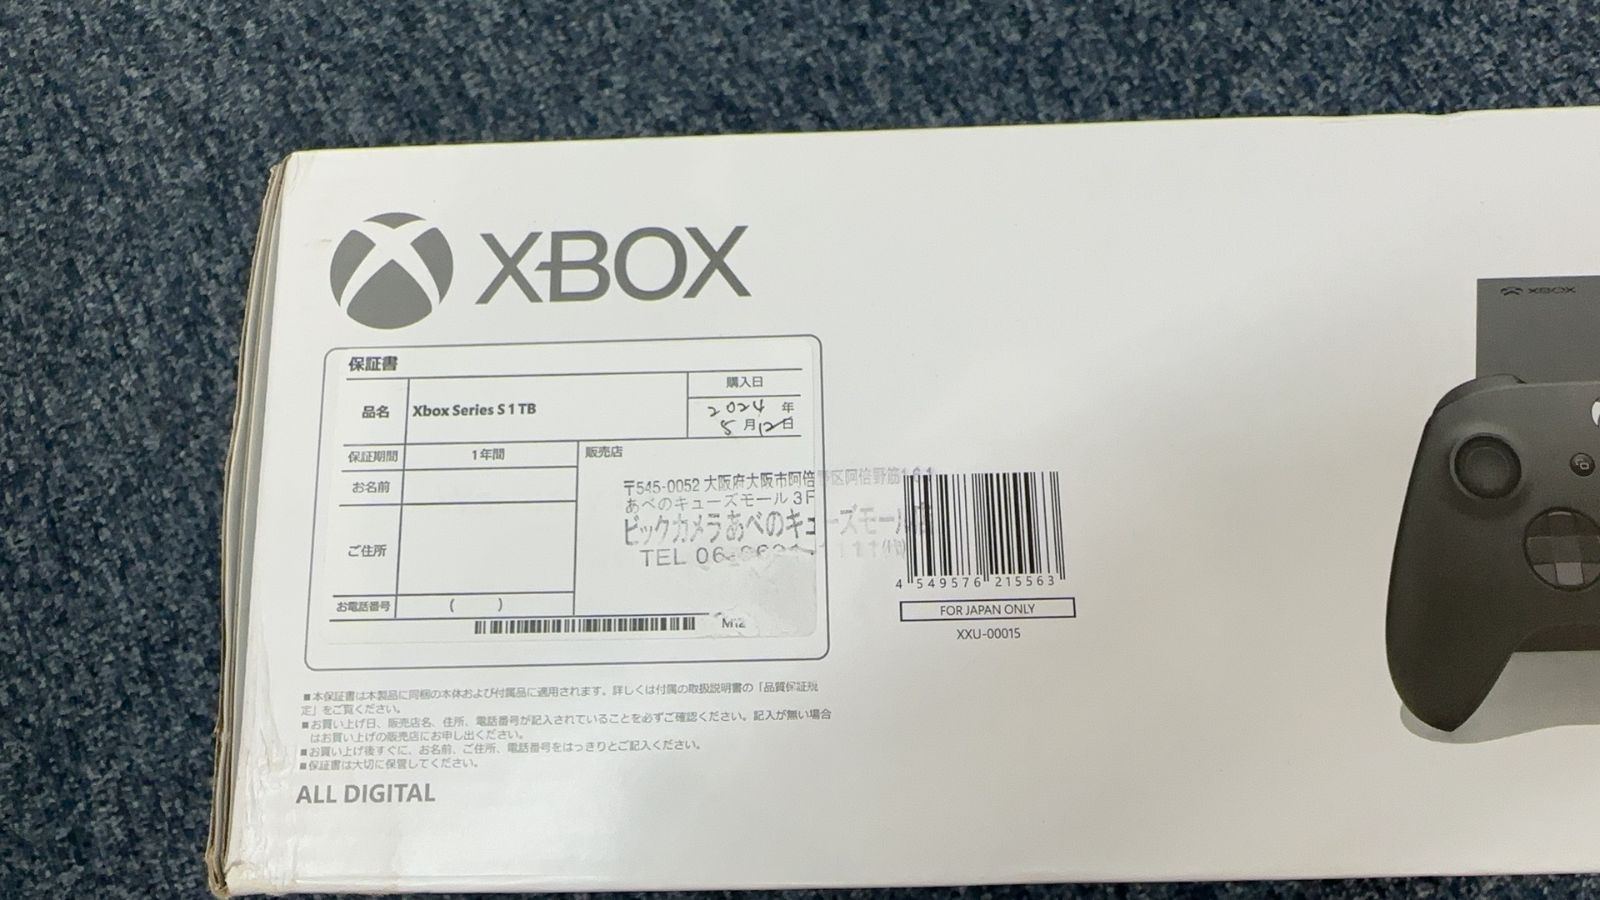 XBOX
XBOX
保証書
品名 Xbox Series S 1 TB
購入日
2024年
月 日
保証期間 1年間
販売店
お名前
〒545-0052 大阪府大阪市阿倍野区阿倍野筋1-6-1
あべのキューズモール 3F
ビックカメラあべのキューズモール店
TEL 06-
ご住所
お電話番号 ( )
M12
4 549576 215563
FOR JAPAN ONLY
XXU-00015
■本保証書は本製品に同梱の本体および付属品に適用されます。詳しくは付属の取扱説明書の「品質保証規
定」をご覧ください。
■お買い上げ日、販売店名、住所、電話番号が記入されていることを必ずご確認ください。記入が無い場合
はお買い上げの販売店にお申し出ください。
■お買い上げ後すぐに、お名前、ご住所、電話番号をはっきりとご記入ください。
■保証書は大切に保管してください。
ALL DIGITAL